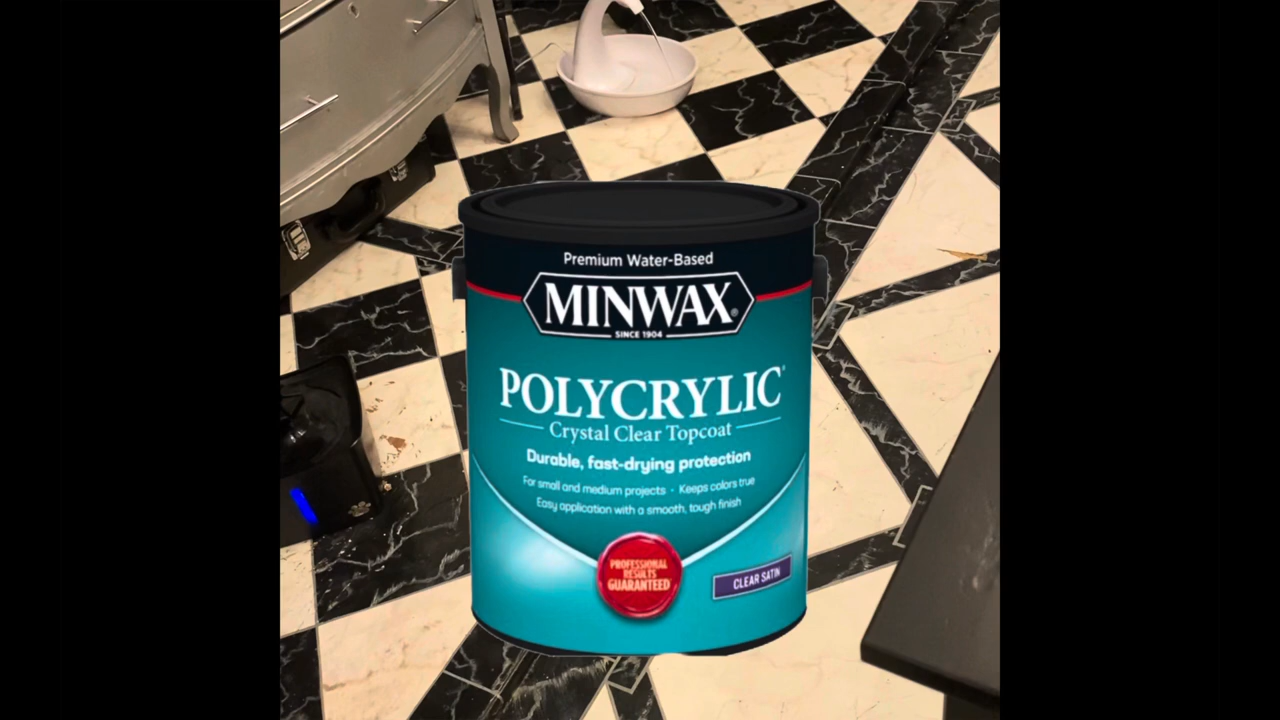 Premium Water-Based
MINWAX®
SINCE 1904
POLYCRYLIC®
Crystal Clear Topcoat
Durable, fast-drying protection
For small and medium projects · Keeps colors true
Easy application with a smooth, tough finish
PROFESSIONAL
RESULTS
GUARANTEED
CLEAR SATIN